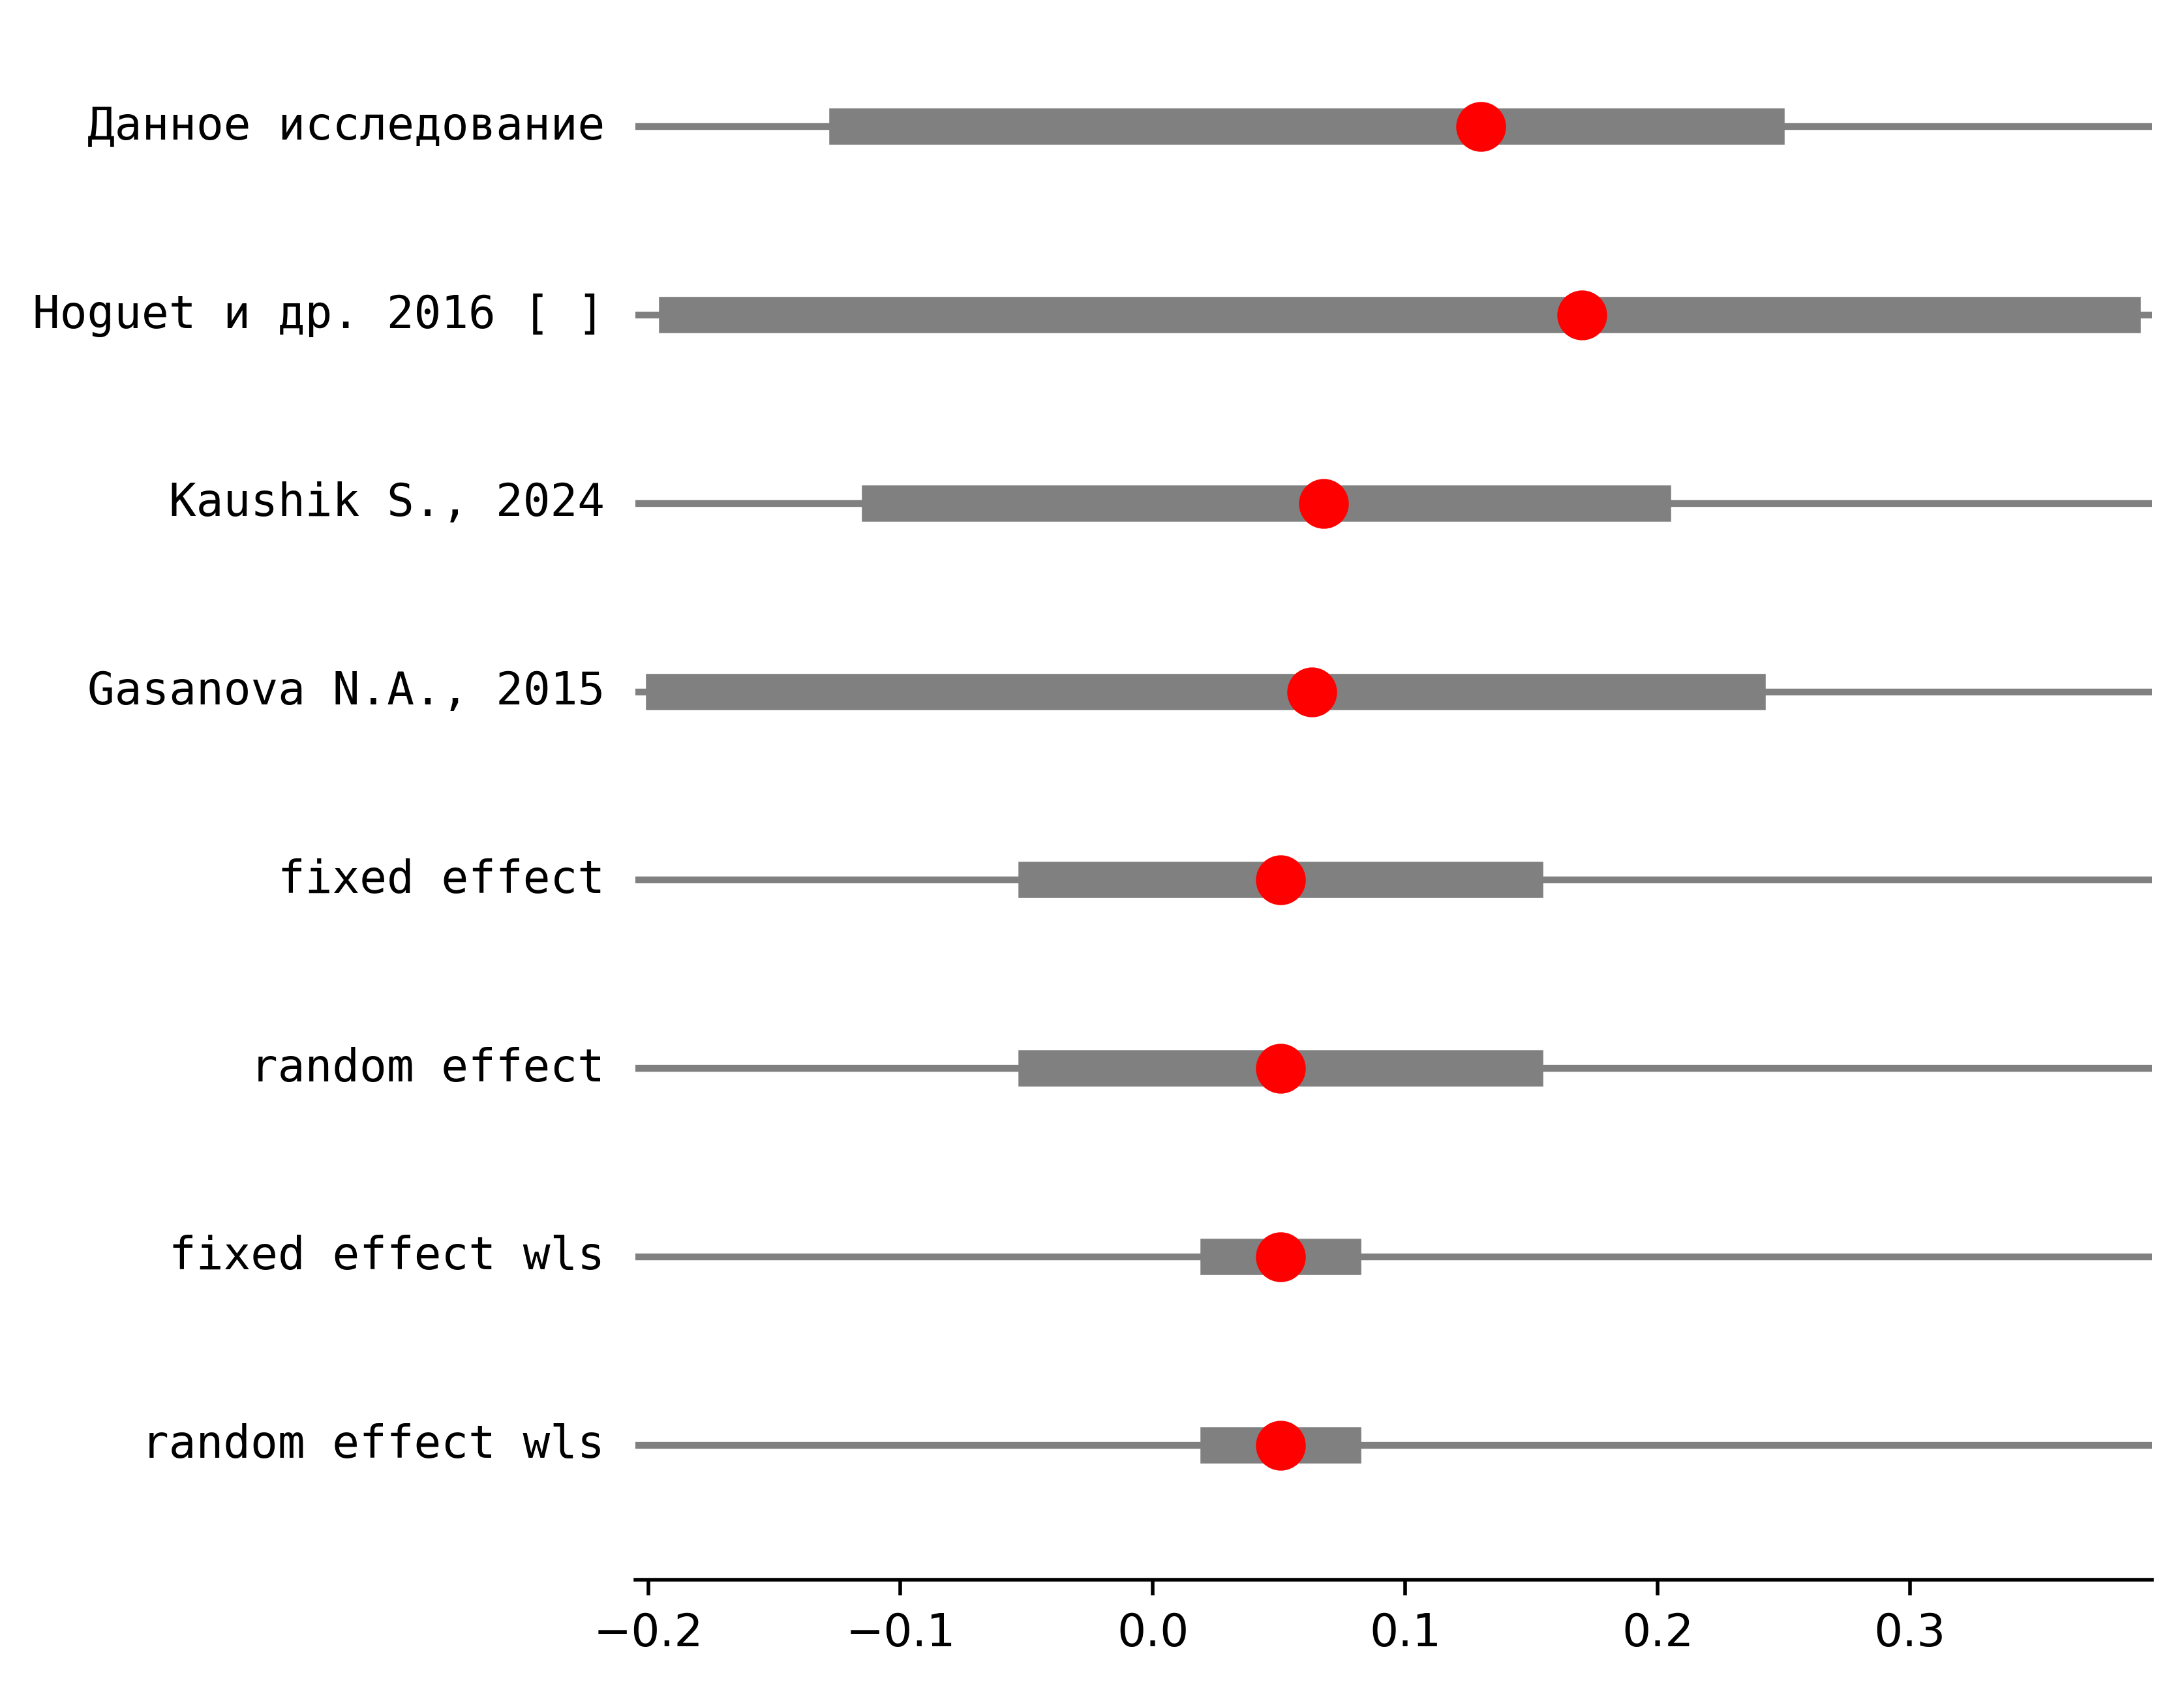 Данное исследование
Hoguet и др. 2016 [ ]
Kaushik S., 2024
Gasanova N.A., 2015
fixed effect
random effect
fixed effect wls
random effect wls
−0.2 −0.1 0.0 0.1 0.2 0.3